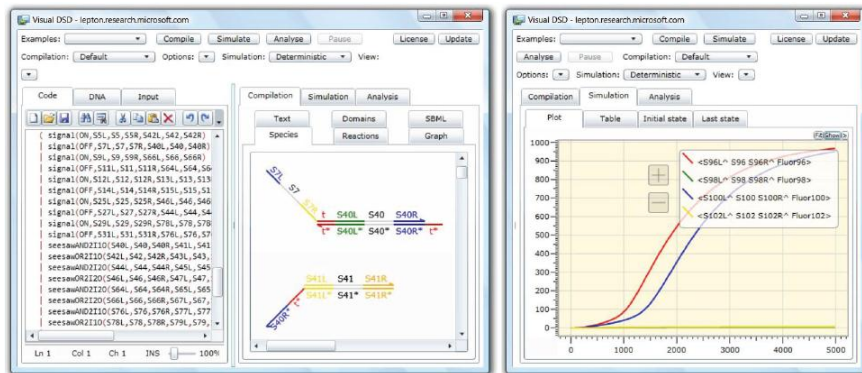 Visual DSD - lepton.research.microsoft.com
Examples: Compile Simulate Analyse Pause License Update
Compilation: Default Options: Simulation: Deterministic View:
Code DNA Input
( signal(ON,S5L,S5,S5R,S42L,S42,S42R)
| signal(OFF,S7L,S7,S7R,S40L,S40,S40R)
| signal(ON,S9L,S9,S9R,S66L,S66,S66R)
| signal(OFF,S11L,S11,S11R,S64L,S64,S64
| signal(ON,S12L,S12,S12R,S13L,S13,S13R
| signal(OFF,S14L,S14,S14R,S15L,S15,S15
| signal(ON,S25L,S25,S25R,S46L,S46,S46R
| signal(OFF,S27L,S27,S27R,S44L,S44,S44
| signal(ON,S29L,S29,S29R,S78L,S78,S78R
| signal(OFF,S31L,S31,S31R,S76L,S76,S76
| seesawAND2I1O(S40L,S40,S40R,S41L,S41
| seesawOR2I1O(S42L,S42,S42R,S43L,S43,
| seesawAND2I2O(S44L,S44,S44R,S45L,S45
| seesawOR2I2O(S46L,S46,S46R,S47L,S47,
| seesawAND2I2O(S64L,S64,S64R,S65L,S65
| seesawOR2I2O(S66L,S66,S66R,S67L,S67,
| seesawAND2I1O(S76L,S76,S76R,S77L,S77
| seesawOR2I1O(S78L,S78,S78R,S79L,S79,
Ln 1 Col 1 Ch 1 INS 100%
Compilation Simulation Analysis
Text Domains SBML
Species Reactions Graph
S7L
S7
S7R
t S40L S40 S40R
t* S40L* S40* S40R* t*
S41L S41 S41R
t* S41L* S41* S41R*
S40R*
Visual DSD - lepton.research.microsoft.com
Examples: Compile Simulate License Update
Analyse Pause Compilation: Default
Options: Simulation: Deterministic View:
Compilation Simulation Analysis
Plot Table Initial state Last state
<S96L^ S96 S96R^ Fluor96>
<S98L^ S98 S98R^ Fluor98>
<S100L^ S100 S100R^ Fluor100>
<S102L^ S102 S102R^ Fluor102>
1000
900
800
700
600
500
400
300
200
100
0
0 1000 2000 3000 4000 5000